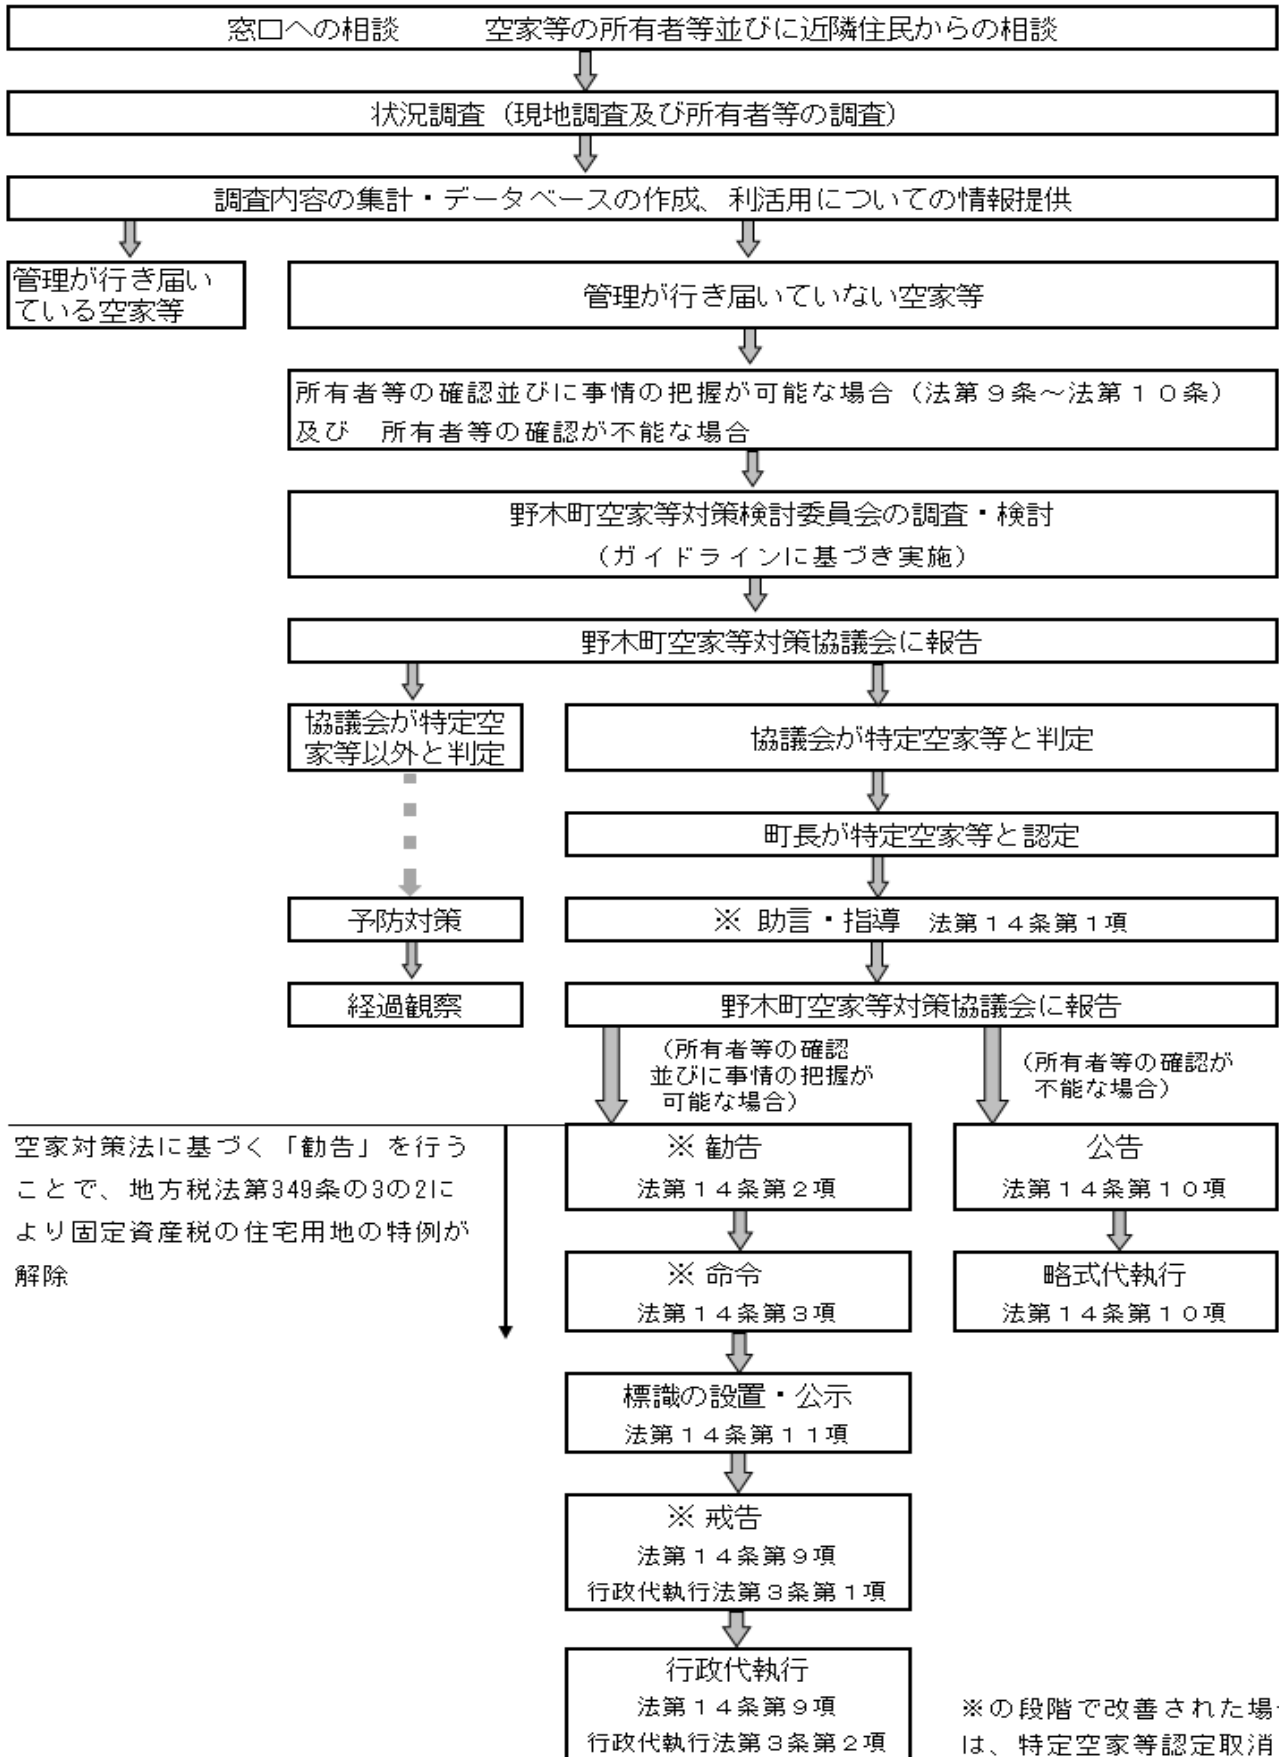 窓口への相談　　　空家等の所有者等並びに近隣住民からの相談
状況調査（現地調査及び所有者等の調査）
調査内容の集計・データベースの作成、利活用についての情報提供
管理が行き届い
ている空家等
管理が行き届いていない空家等
所有者等の確認並びに事情の把握が可能な場合（法第９条～法第１０条）
及び　所有者等の確認が不能な場合
野木町空家等対策検討委員会の調査・検討
（ガイドラインに基づき実施）
野木町空家等対策協議会に報告
協議会が特定空
家等以外と判定
協議会が特定空家等と判定
町長が特定空家等と認定
予防対策
※ 助言・指導　法第１４条第１項
経過観察
野木町空家等対策協議会に報告
（所有者等の確認
並びに事情の把握が
可能な場合）
（所有者等の確認が
不能な場合）
空家対策法に基づく「勧告」を行う
ことで、地方税法第349条の3の2に
より固定資産税の住宅用地の特例が
解除
※ 勧告
法第１４条第２項
公告
法第１４条第１０項
※ 命令
法第１４条第３項
略式代執行
法第１４条第１０項
標識の設置・公示
法第１４条第１１項
※ 戒告
法第１４条第９項
行政代執行法第３条第１項
行政代執行
法第１４条第９項
行政代執行法第３条第２項
※の段階で改善された場
は、特定空家等認定取消